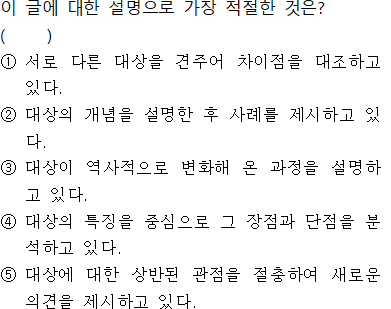 이 글에 대한 설명으로 가장 적절한 것은?
(      )
① 서로 다른 대상을 견주어 차이점을 대조하고
있다.
② 대상의 개념을 설명한 후 사례를 제시하고 있
다.
③ 대상이 역사적으로 변화해 온 과정을 설명하
고 있다.
④ 대상의 특징을 중심으로 그 장점과 단점을 분
석하고 있다.
⑤ 대상에 대한 상반된 관점을 절충하여 새로운
의견을 제시하고 있다.